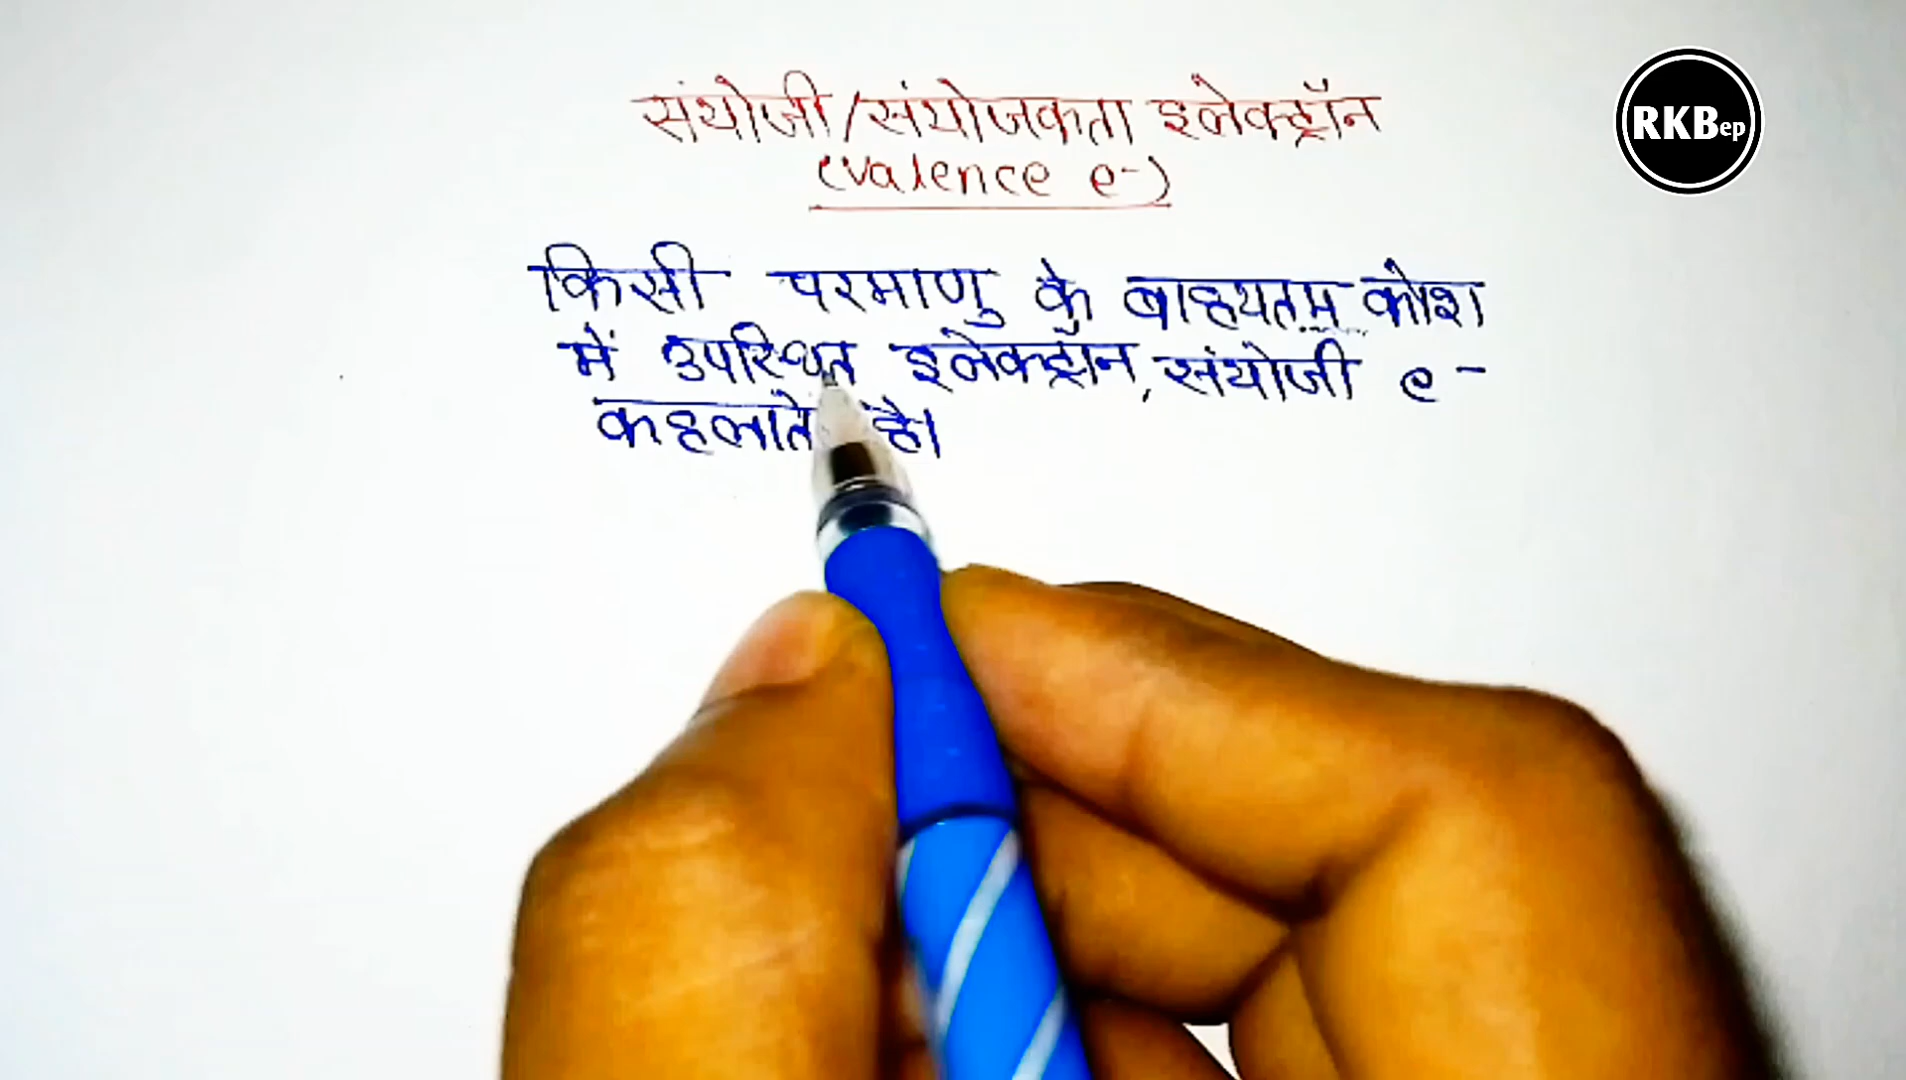 संयोजी/संयोजकता इलेक्ट्रॉन
(valence e-)
RKBep
किसी परमाणु के बाह्यतम कोश
में उपस्थित इलेक्ट्रॉन, संयोजी e-
कहलाते है।